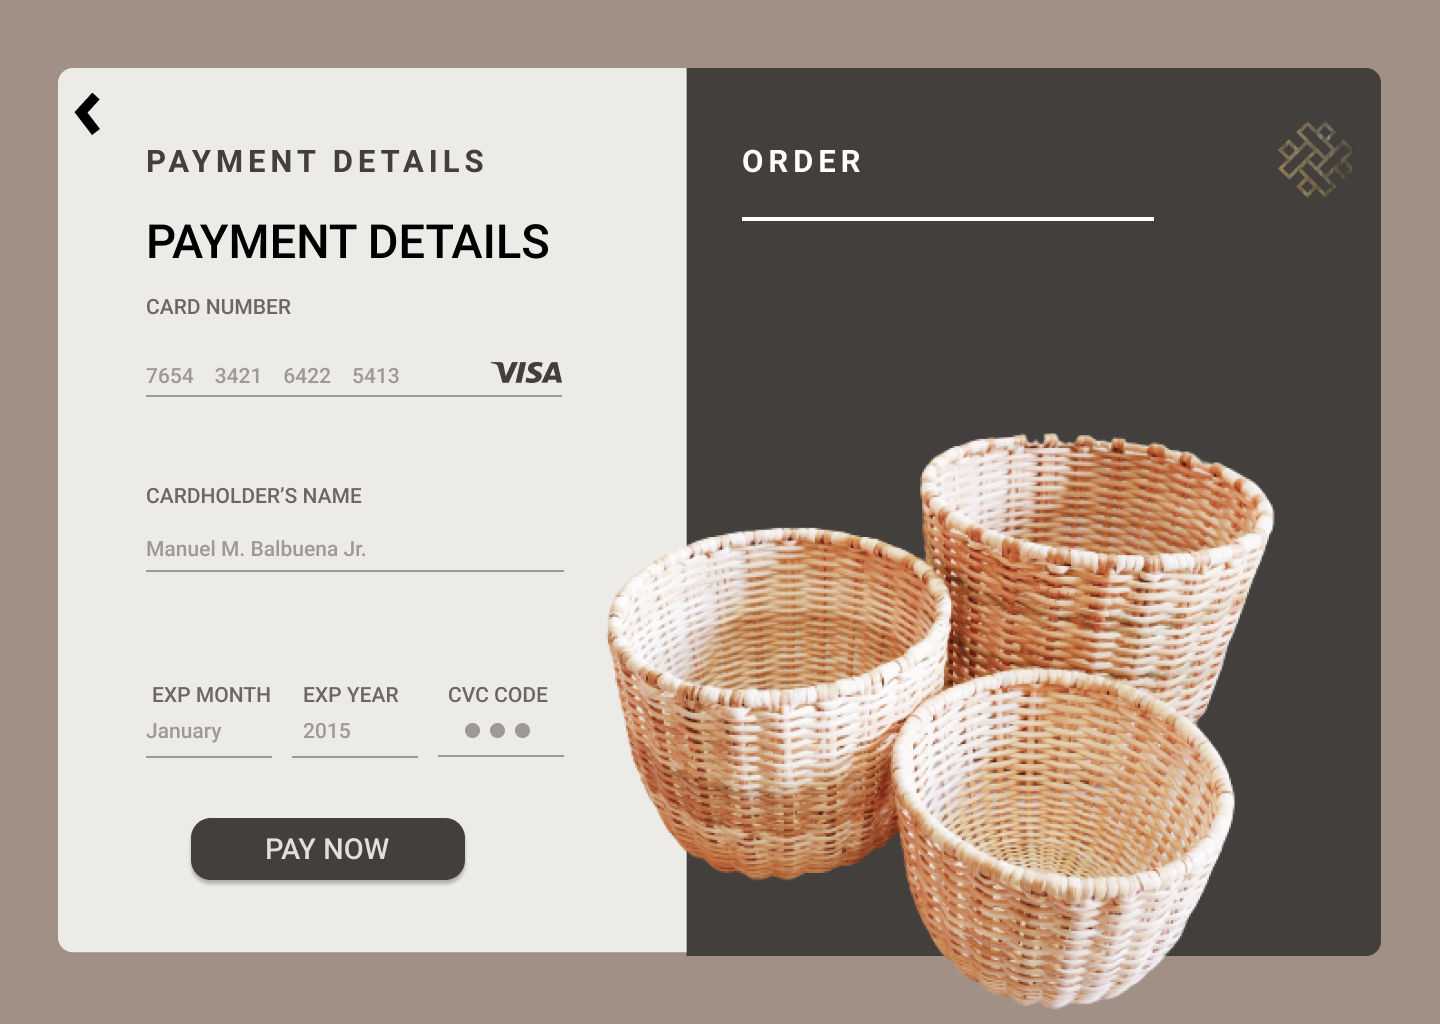 PAYMENT DETAILS
PAYMENT DETAILS
CARD NUMBER
7654 3421 6422 5413 VISA
CARDHOLDER’S NAME
Manuel M. Balbuena Jr.
EXP MONTH EXP YEAR CVC CODE
January 2015
PAY NOW
ORDER